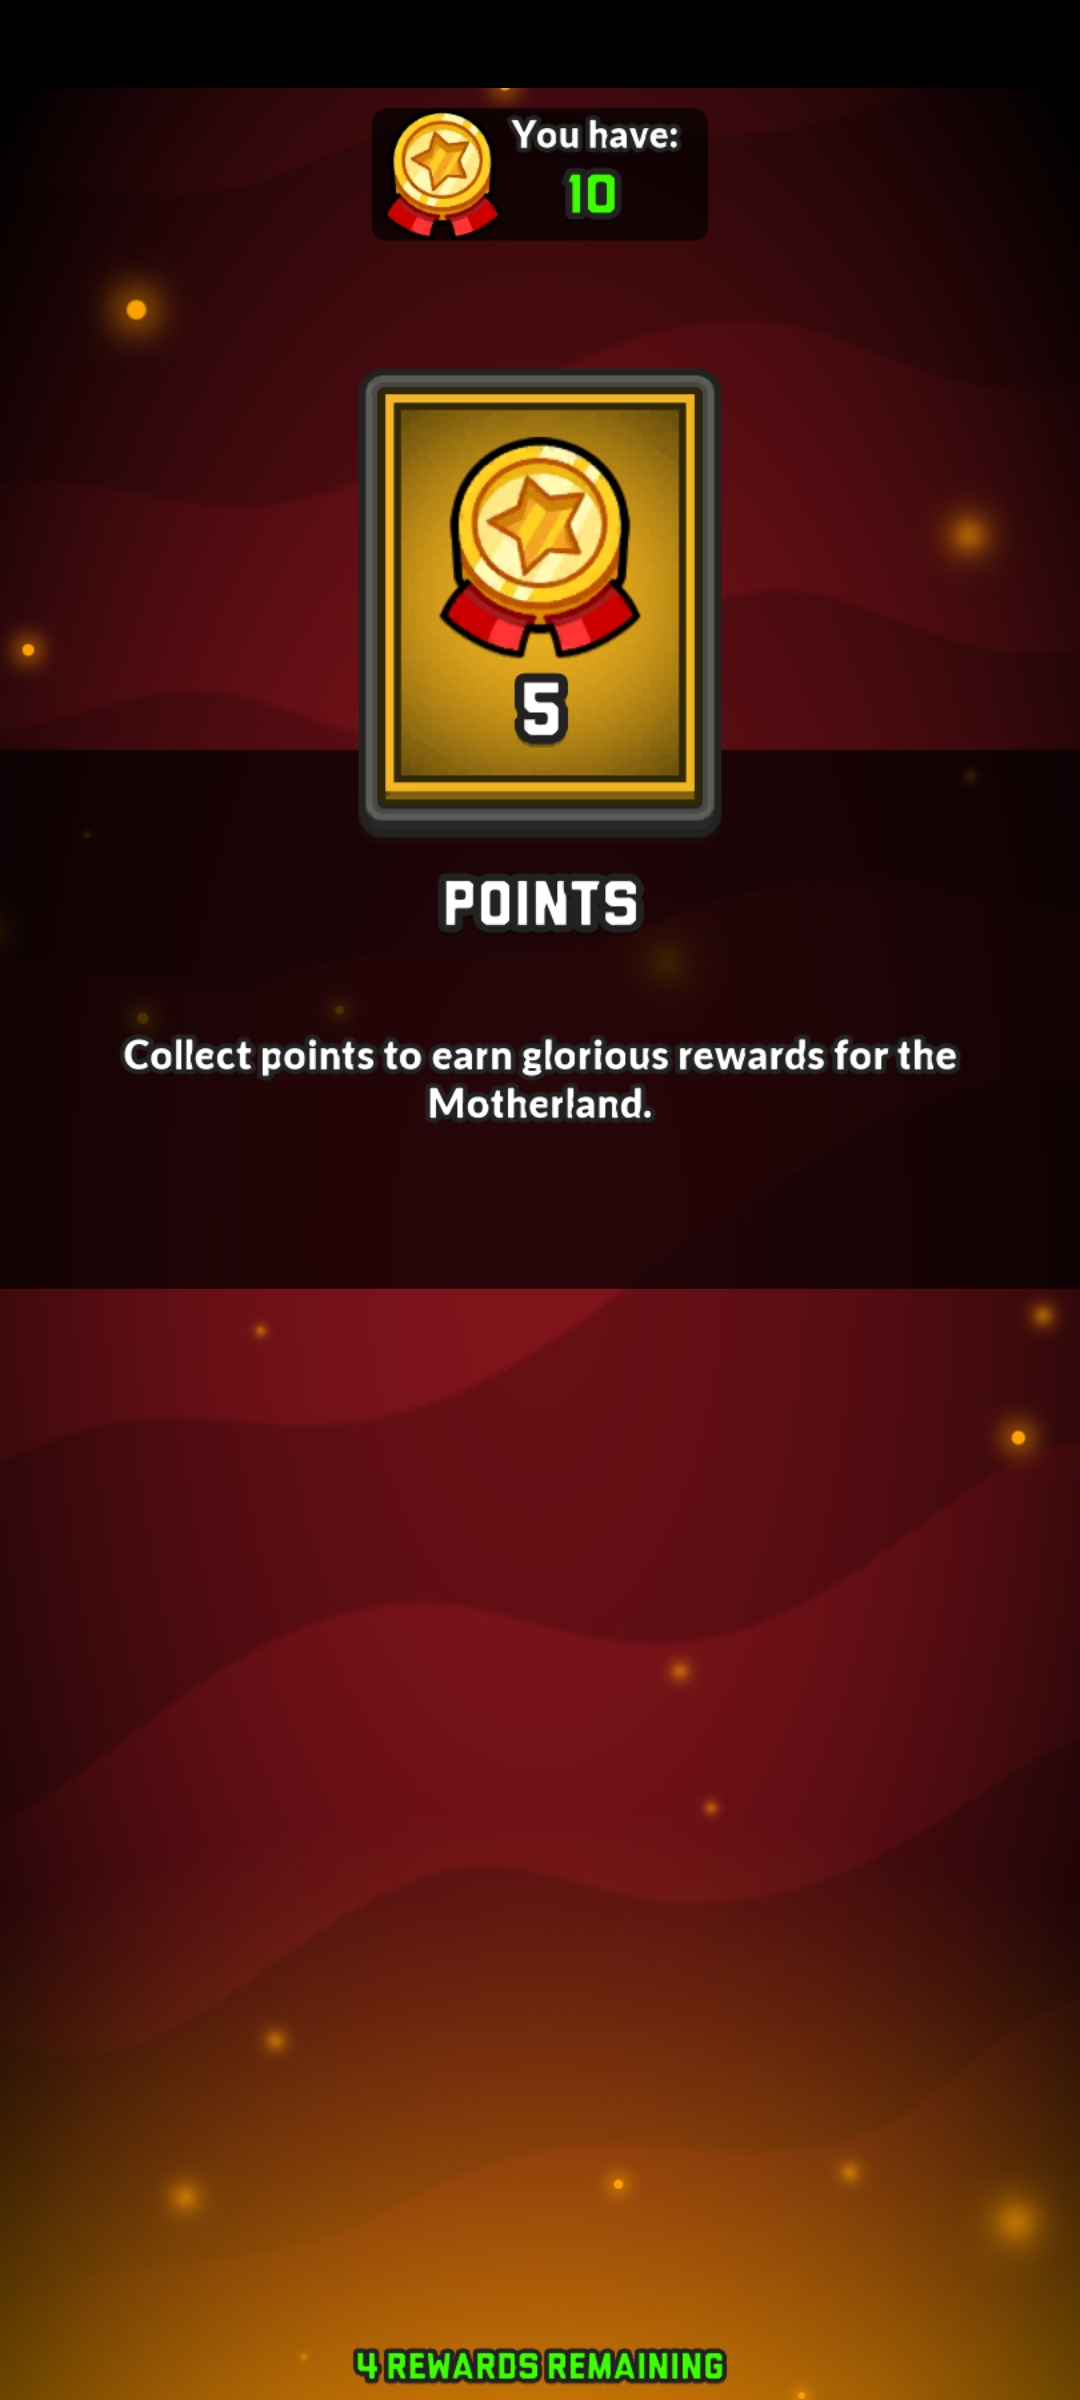 You have:
10
5
POINTS
Collect points to earn glorious rewards for the
Motherland.
4 REWARDS REMAINING